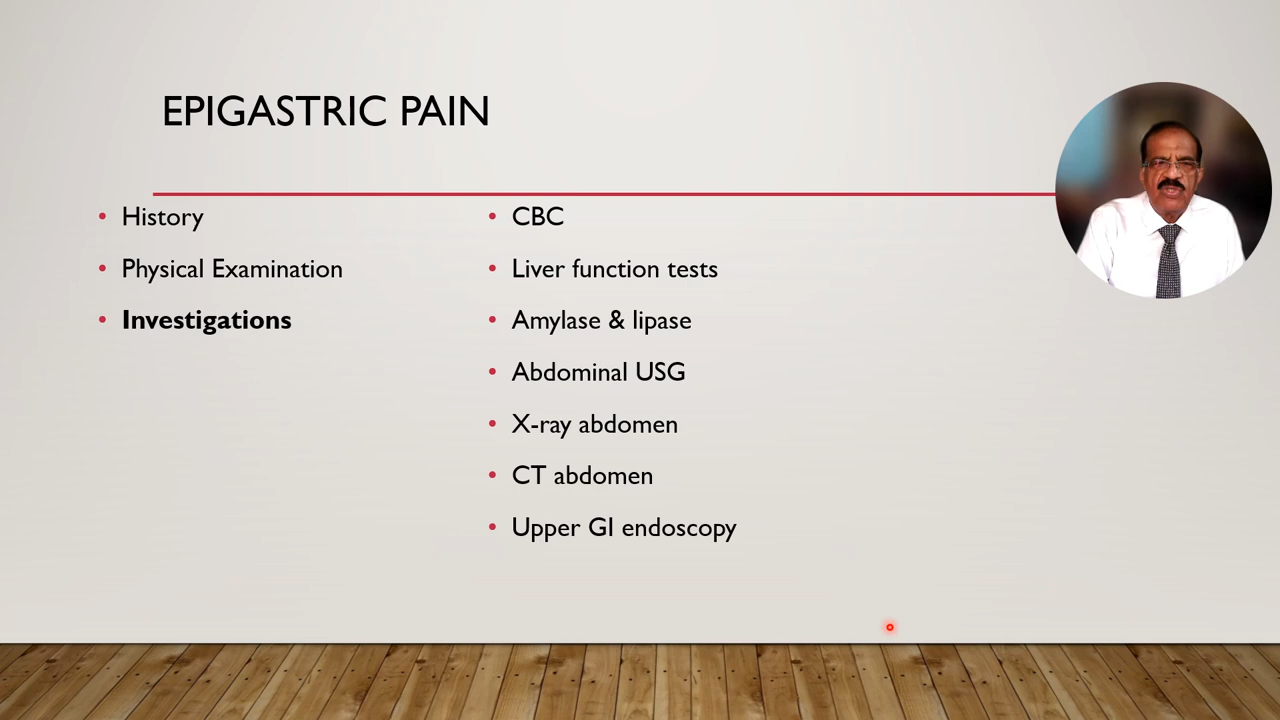 EPIGASTRIC PAIN
• History
• Physical Examination
• Investigations
• CBC
• Liver function tests
• Amylase & lipase
• Abdominal USG
• X-ray abdomen
• CT abdomen
• Upper GI endoscopy